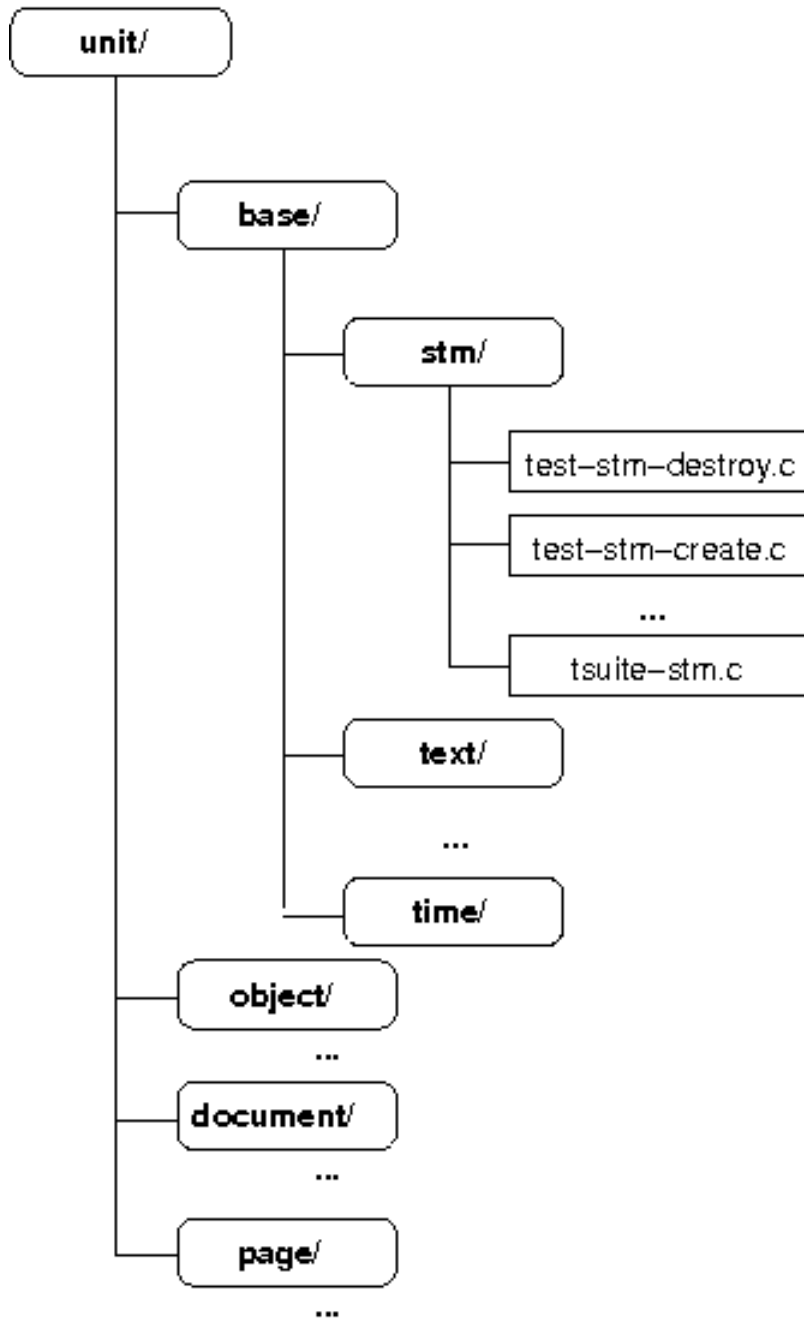 unit/
base/
stm/
test–stm–destroy.c
test–stm–create.c
...
tsuite–stm.c
text/
...
time/
object/
...
document/
...
page/
...